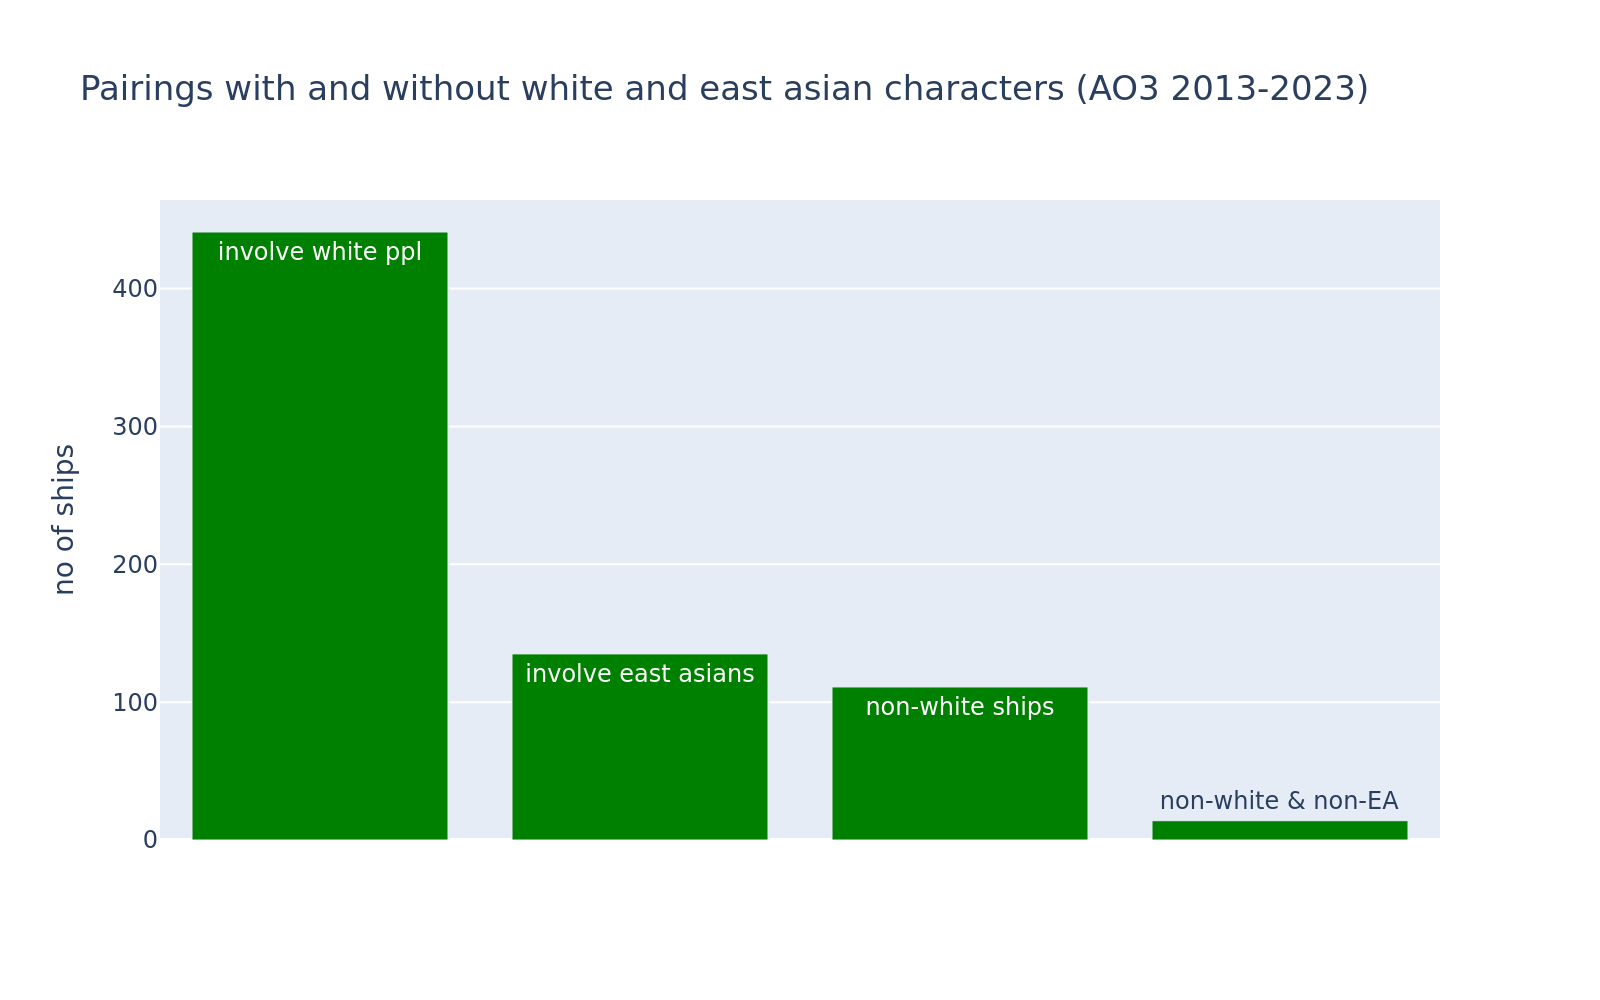 Pairings with and without white and east asian characters (AO3 2013-2023)
no of ships
400
300
200
100
0
involve white ppl
involve east asians
non-white ships
non-white & non-EA